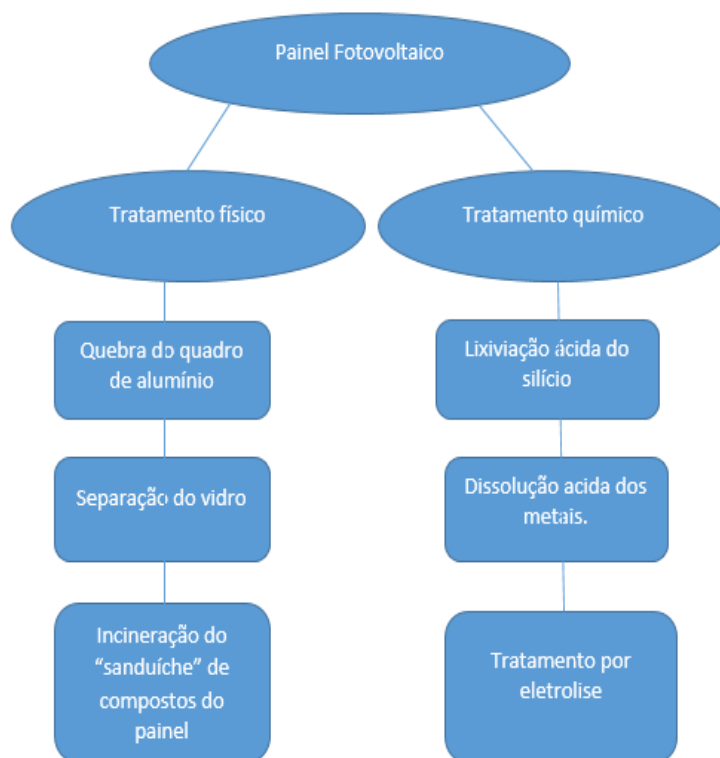 Painel Fotovoltaico
Tratamento físico
Tratamento químico
Quebra do quadro
de alumínio
Lixiviação ácida do
silício
Separação do vidro
Dissolução acida dos
metais.
Incineração do
“sanduíche” de
compostos do
painel
Tratamento por
eletrolise